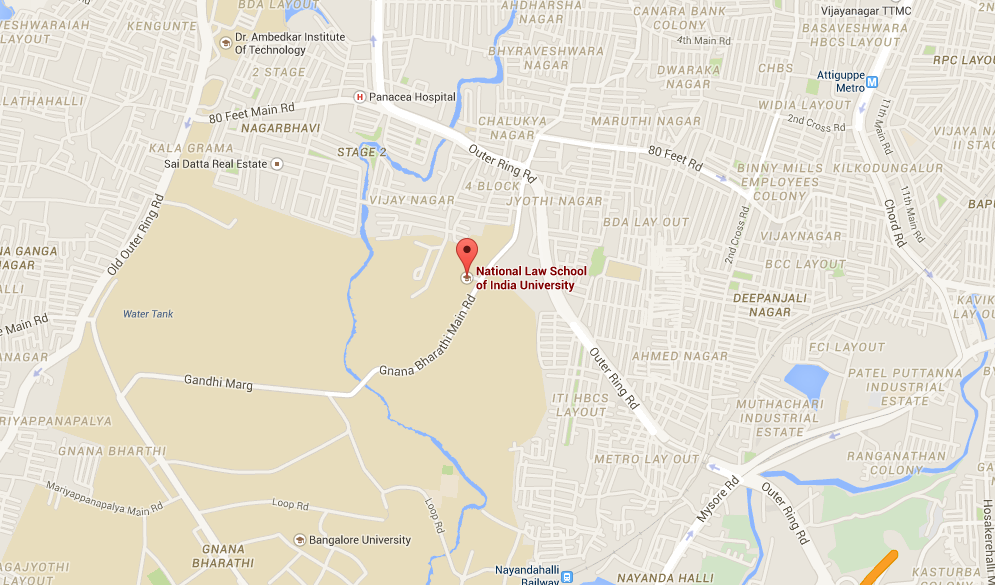 BDA LAYOUT
VESHWARAIAH
LAYOUT
KENGUNTE
Dr. Ambedkar Institute
Of Technology
2 STAGE
LATHAHALLI
80 Feet Main Rd
NAGARBHAVI
H
Panacea Hospital
KALA GRAMA
Sai Datta Real Estate
STAGE 2
ADHARSHA
NAGAR
BHYRAVESHWARA
NAGAR
CANARA BANK
COLONY
4th Main Rd
DWARAKA
NAGAR
Vijayanagar TTMC
BASAVESHWARA
HBCS LAYOUT
RPC LAYOU
CHBS
Attiguppe
Metro
M
WIDIA LAYOUT
2nd Cross Rd
11th Main Rd
VIJAYA N
II STAG
CHALUKYA
NAGAR
MARUTHI NAGAR
Outer Ring Rd
80 Feet Rd
BINNY MILLS
EMPLOYEES
COLONY
KILKODUNGALUR
4 BLOCK
VIJAY NAGAR
JYOTHI NAGAR
BDA LAY OUT
2nd Cross Rd
Chord Rd
11th Main Rd
BAPU
VIJAYNAGAR
BCC LAYOUT
Old Outer Ring Rd
NA GANGA
NAGAR
ALLI
National Law School
of India University
DEEPANJALI
NAGAR
KAVIK
LAYOU
Water Tank
e Main Rd
ANAGAR
Gnana Bharathi Main Rd
Gandhi Marg
Outer Ring Rd
AHMED NAGAR
FCI LAYOUT
PATEL PUTTANNA
INDUSTRIAL
ESTATE
ITI HBCS
LAYOUT
MUTHACHARI
INDUSTRIAL
ESTATE
RIYAPPANAPALYA
GNANA BHARTHI
METRO LAY OUT
RANGANATHAN
COLONY
Mysore Rd
Outer Ring Rd
Mariyappanapalya Main Rd
Loop Rd
Loop Rd
Hosakerehalli
Bangalore University
GNANA
BHARATHI
AGAJYOTHI
LAYOUT
Nayandahalli
Railway
NAYANDA HALLI
KASTURBA
COLONY